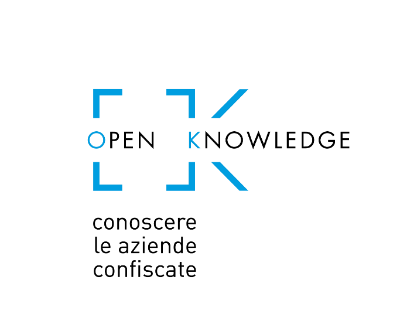 OPEN KNOWLEDGE
conoscere
le aziende
confiscate